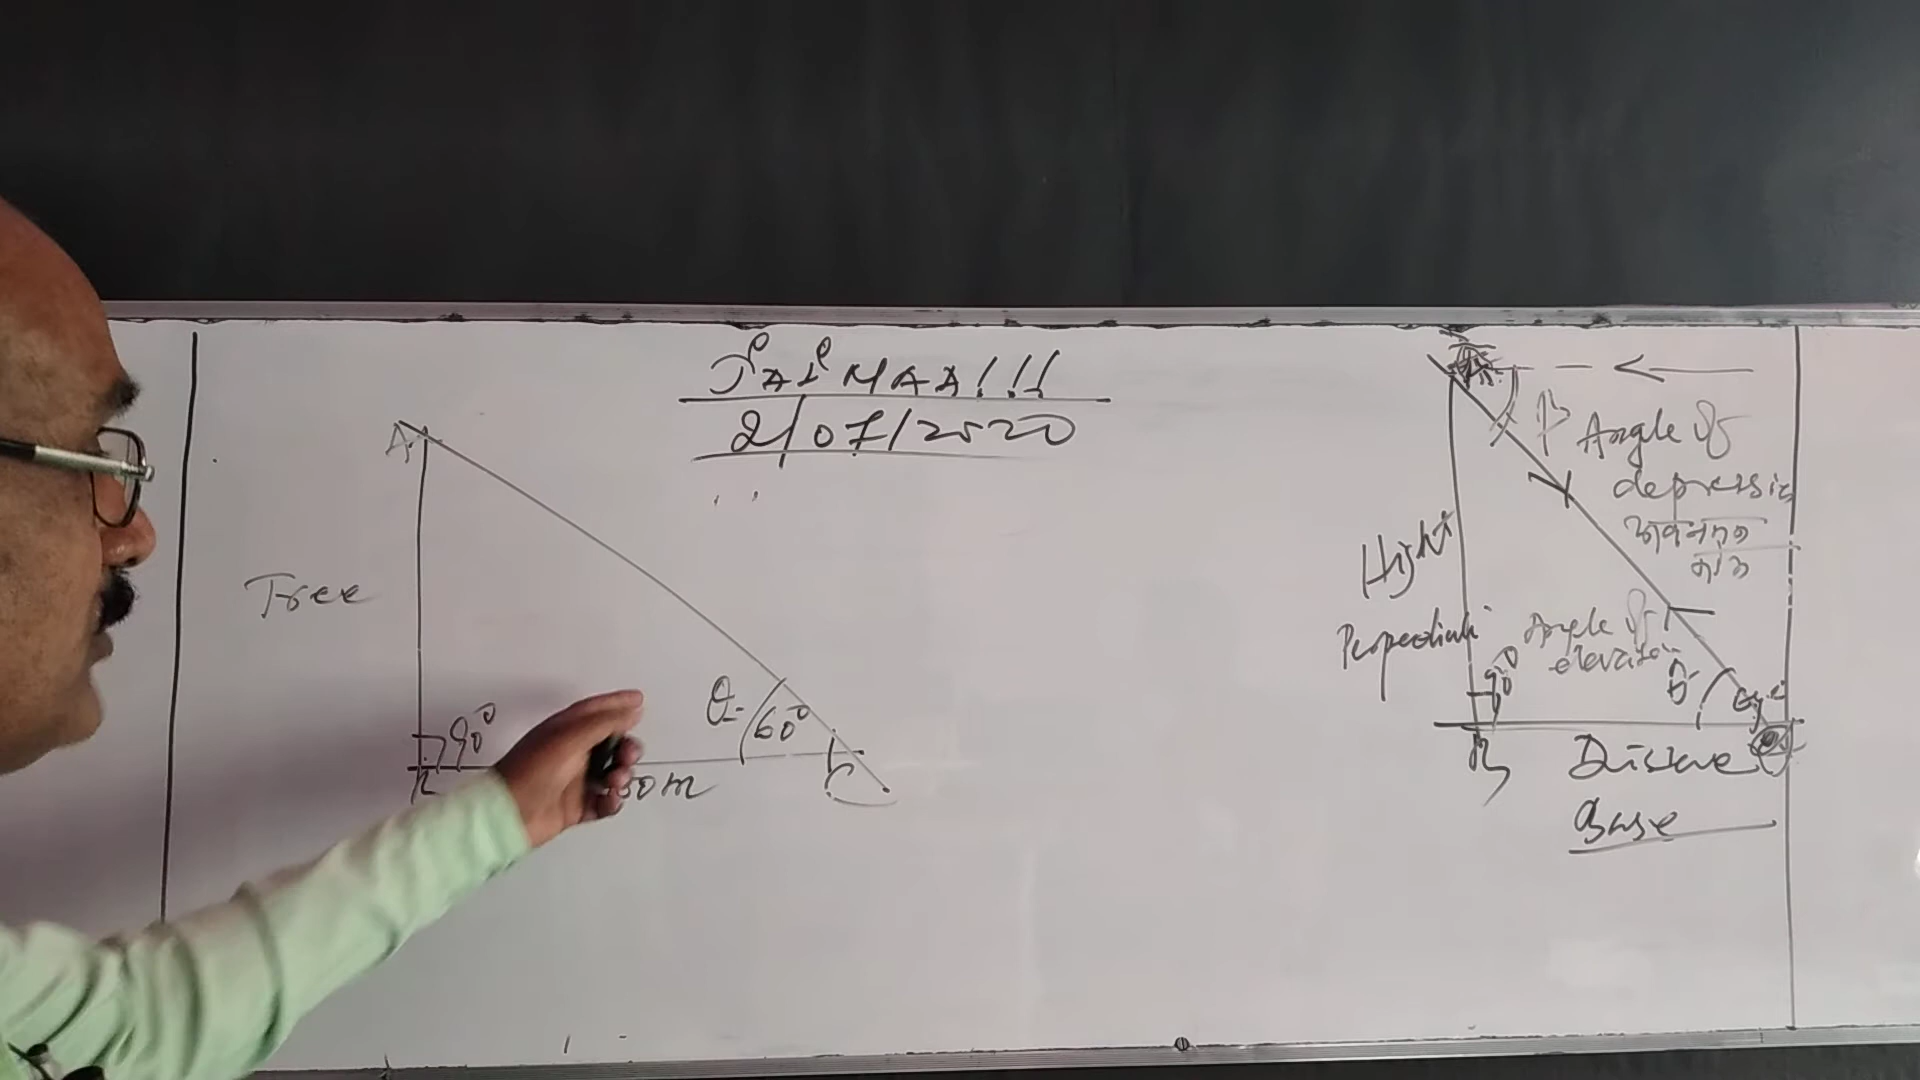 JAI MAA!!!
2/07/2020
A
Tree
90°
θ = 60°
C
β
Angle of
depression
अवनमन
कोण
Hight
Angle of
elevation
90°
θ
Eye
B
Distance
Base